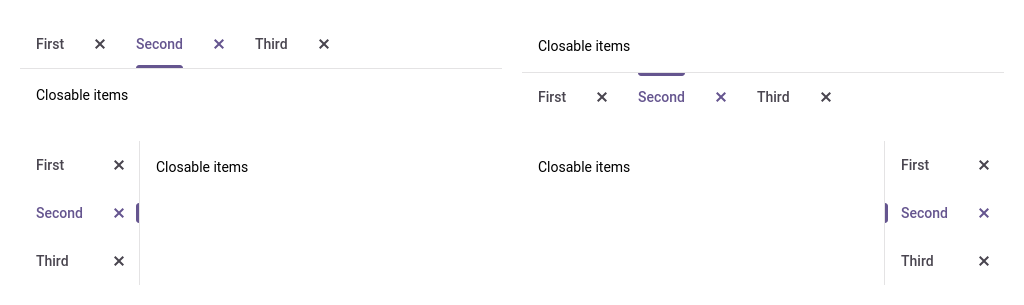 First Second Third
Closable items
Closable items
First Second Third
First
Second
Third
Closable items
Closable items
First
Second
Third